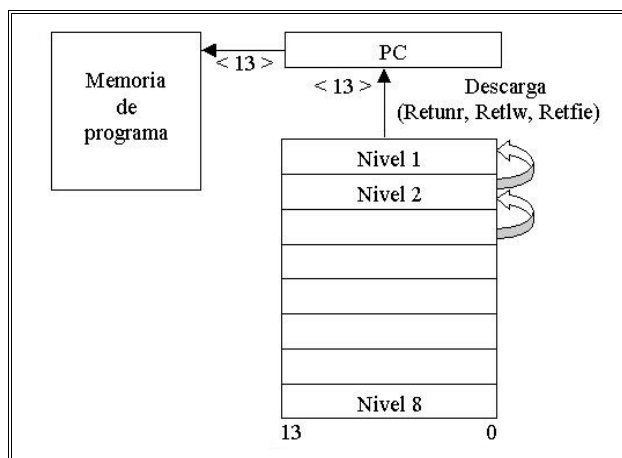 PC
< 13 >
Memoria
de
programa
< 13 >
Descarga
(Retunr, Retlw, Retfie)
Nivel 1
Nivel 2
Nivel 8
13
0